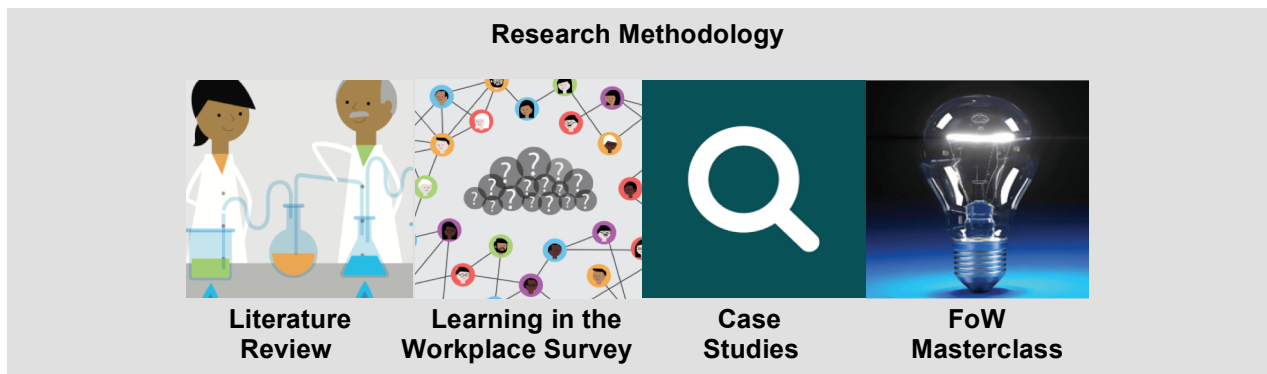 Research Methodology
? ? ? ? ? ? ? ? ? ? ? ?
Literature
Review
Learning in the
Workplace Survey
Case
Studies
FoW
Masterclass